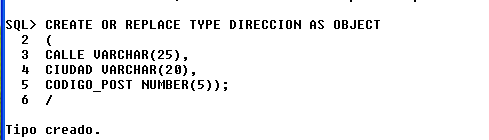 SQL> CREATE OR REPLACE TYPE DIRECCION AS OBJECT
2 (
3 CALLE VARCHAR(25),
4 CIUDAD VARCHAR(20),
5 CODIGO_POST NUMBER(5));
6 /
Tipo creado.